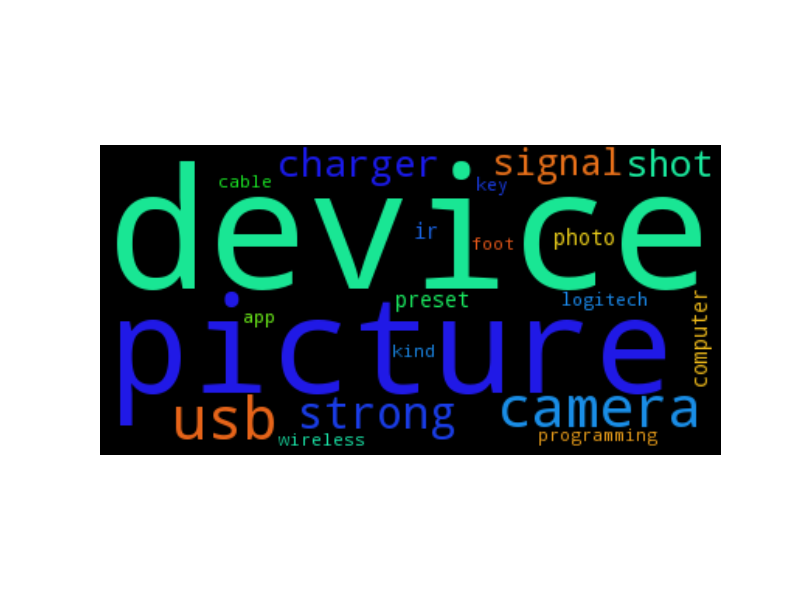 charger
signal
shot
cable
key
device
ir
foot
photo
preset
logitech
computer
app
picture
kind
usb
strong
camera
wireless
programming